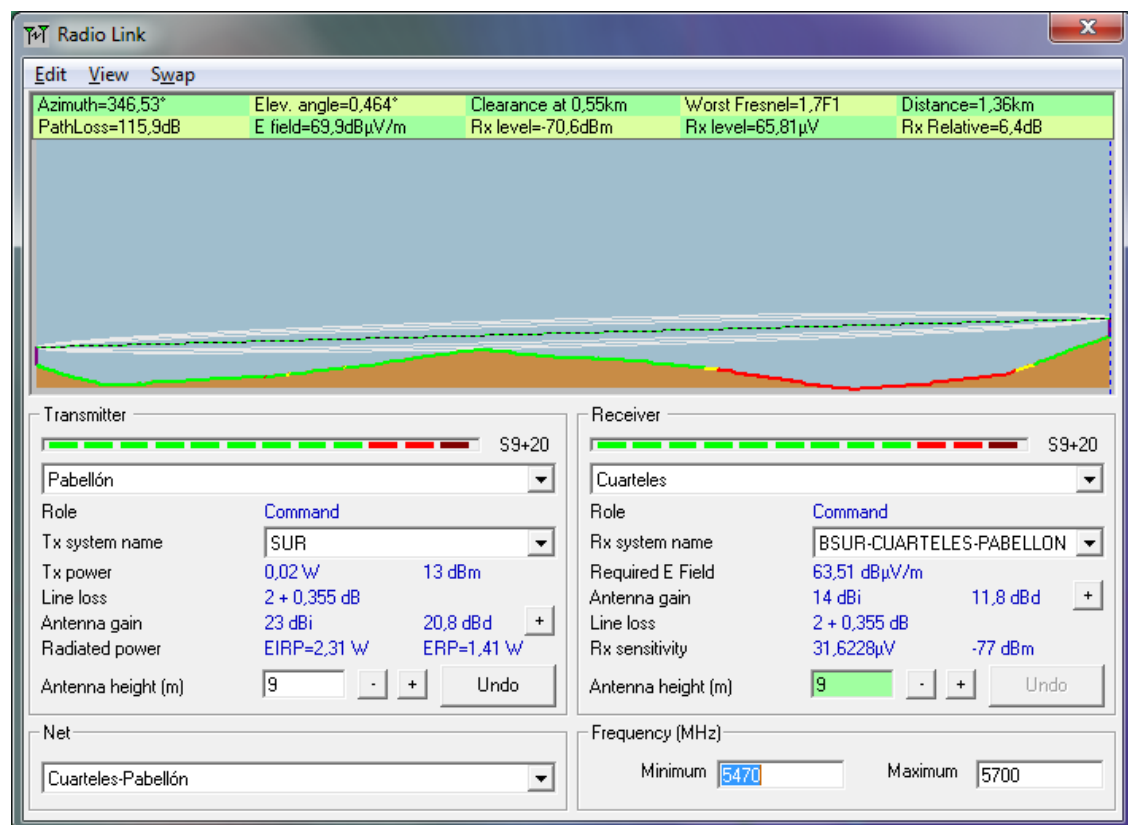 Radio Link
Edit View Swap
Azimuth=346,53° Elev. angle=0,464° Clearance at 0,55km Worst Fresnel=1,7F1 Distance=1,36km
PathLoss=115,9dB E field=69,9dBµV/m Rx level=-70,6dBm Rx level=65,81µV Rx Relative=6,4dB
Transmitter
S9+20
Pabellón
Role Command
Tx system name SUR
Tx power 0,02 W 13 dBm
Line loss 2 + 0,355 dB
Antenna gain 23 dBi 20,8 dBd +
Radiated power EIRP=2,31 W ERP=1,41 W
Antenna height (m) 9 - + Undo
Net
Cuarteles-Pabellón
Receiver
S9+20
Cuarteles
Role Command
Rx system name BSUR-CUARTELES-PABELLON
Required E Field 63,51 dBµV/m
Antenna gain 14 dBi 11,8 dBd +
Line loss 2 + 0,355 dB
Rx sensitivity 31,6228µV -77 dBm
Antenna height (m) 9 - + Undo
Frequency (MHz)
Minimum 5470 Maximum 5700